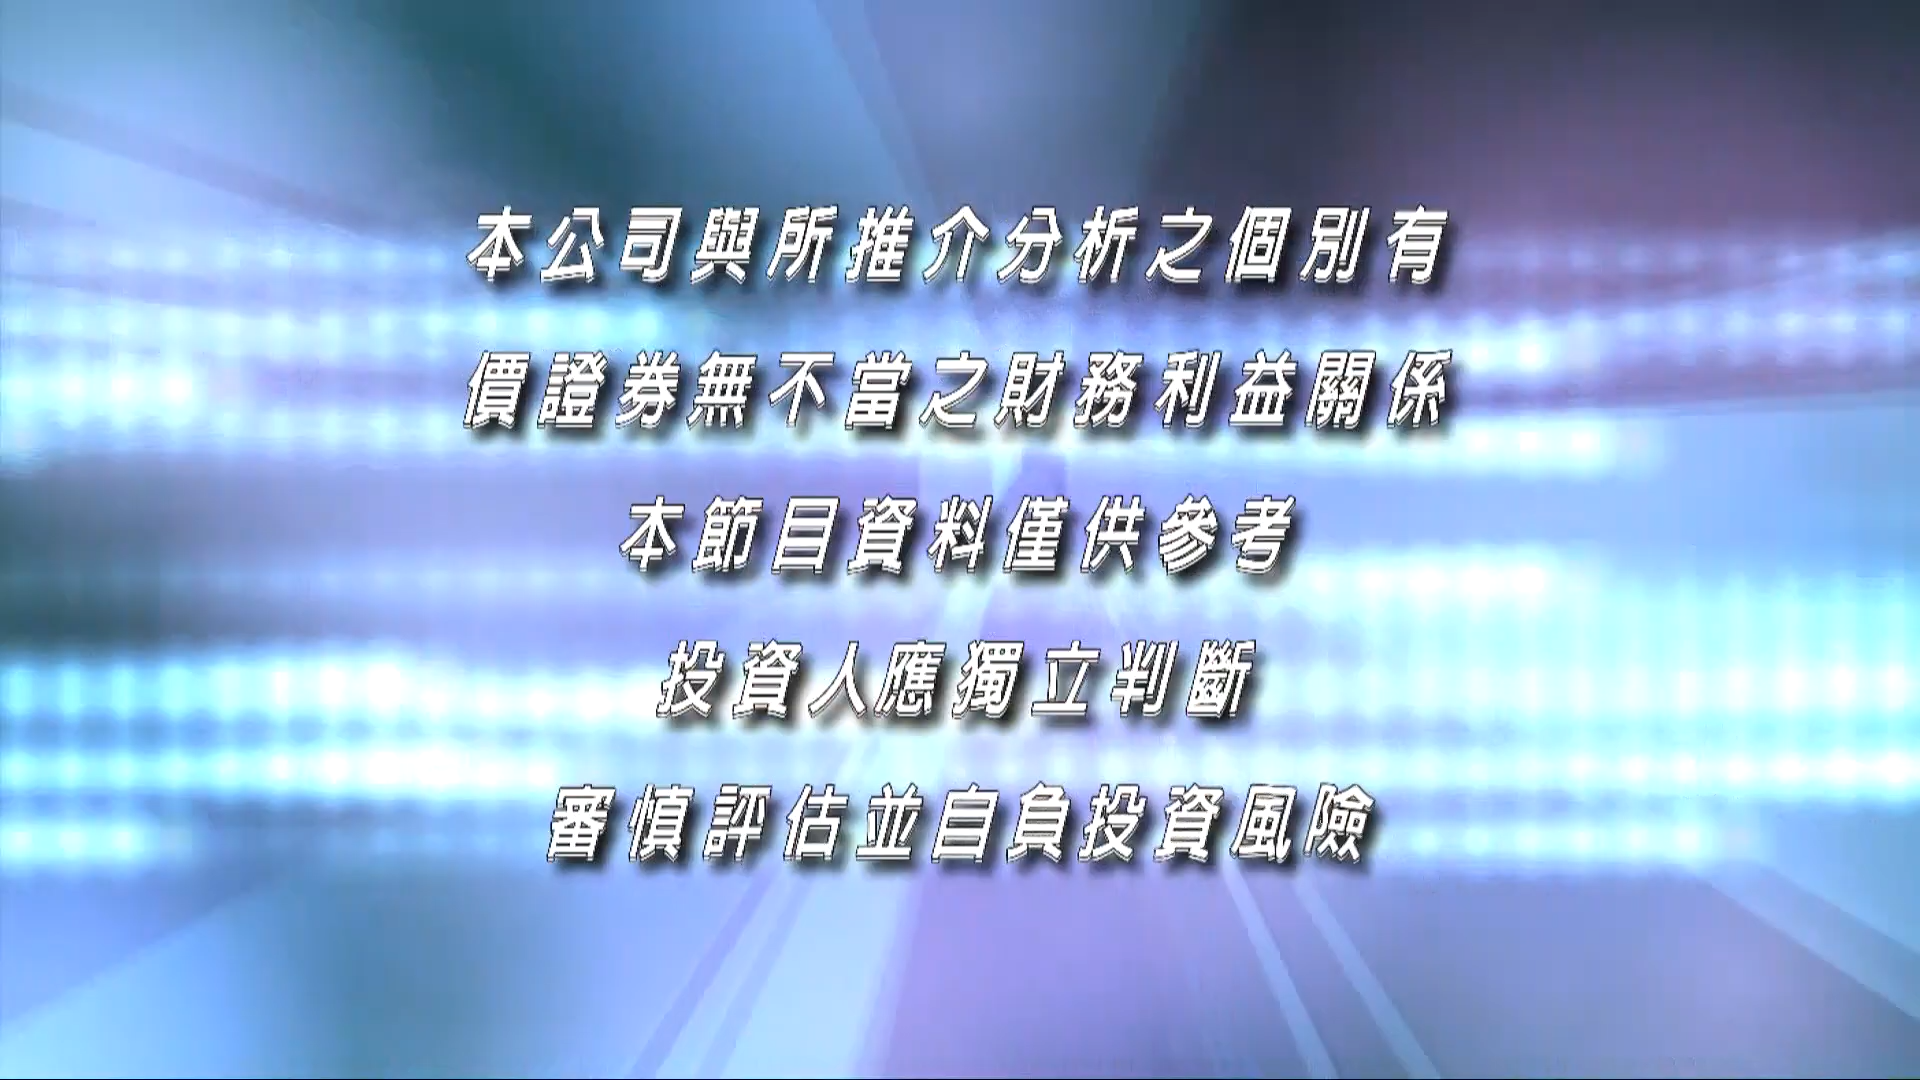 本公司與所推介分析之個別有
價證券無不當之財務利益關係
本節目資料僅供參考
投資人應獨立判斷
審慎評估並自負投資風險